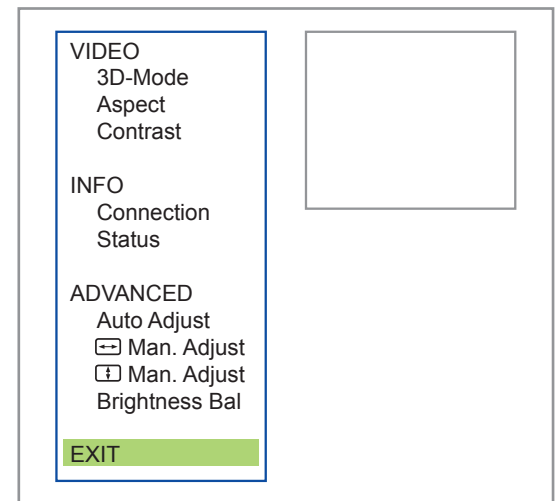 VIDEO
3D-Mode
Aspect
Contrast
INFO
Connection
Status
ADVANCED
Auto Adjust
Man. Adjust
Man. Adjust
Brightness Bal
EXIT